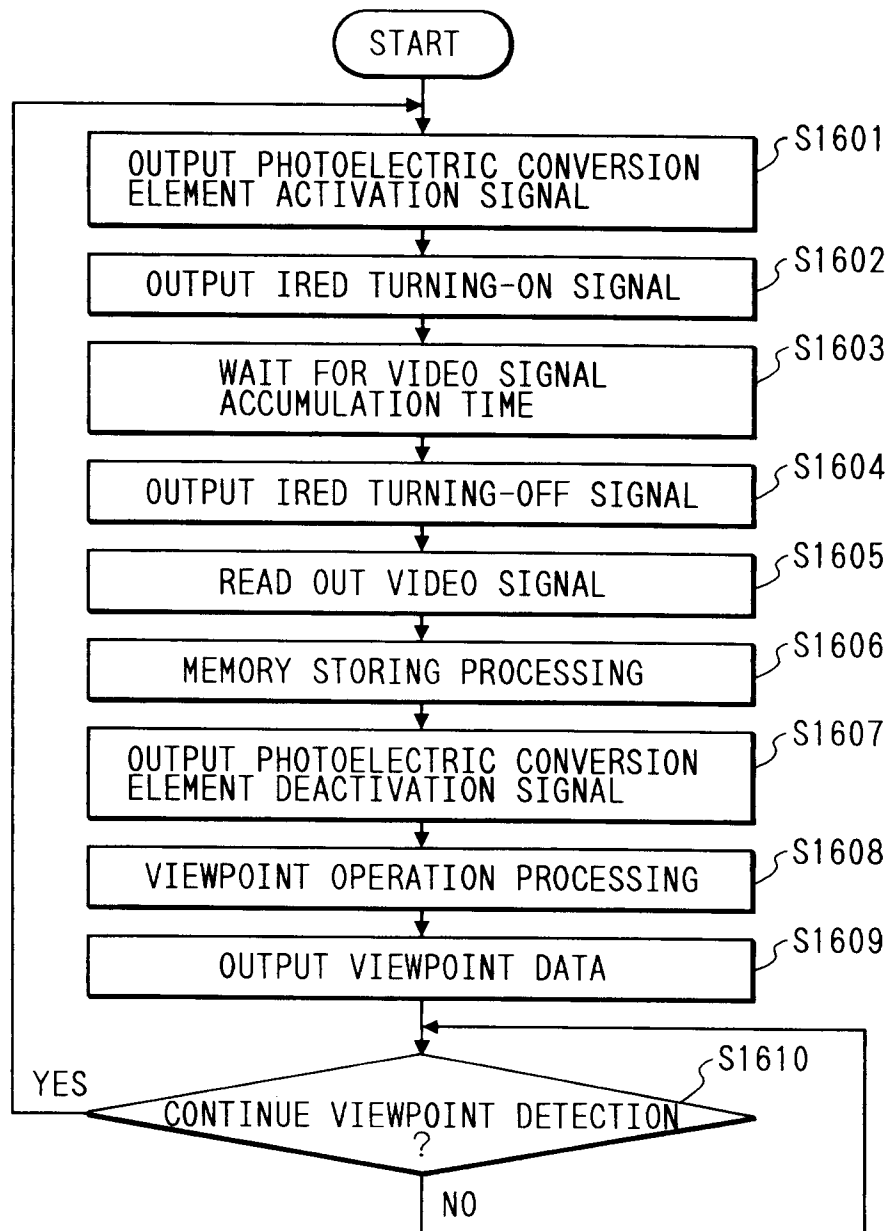 START
OUTPUT PHOTOELECTRIC CONVERSION
ELEMENT ACTIVATION SIGNAL
S1601
OUTPUT IRED TURNING-ON SIGNAL
S1602
WAIT FOR VIDEO SIGNAL
ACCUMULATION TIME
S1603
OUTPUT IRED TURNING-OFF SIGNAL
S1604
READ OUT VIDEO SIGNAL
S1605
MEMORY STORING PROCESSING
S1606
OUTPUT PHOTOELECTRIC CONVERSION
ELEMENT DEACTIVATION SIGNAL
S1607
VIEWPOINT OPERATION PROCESSING
S1608
OUTPUT VIEWPOINT DATA
S1609
S1610
YES
CONTINUE VIEWPOINT DETECTION
?
NO